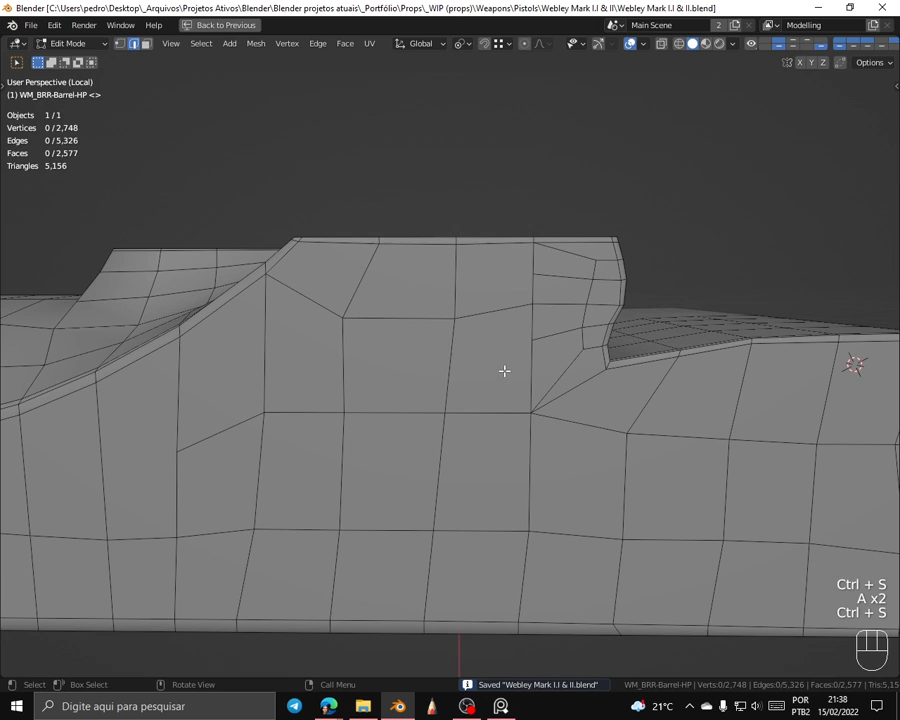 Blender [C:\Users\pedro\Desktop\_Arquivos\Projetos Ativos\_Blender\Blender projetos atuais\_Portfólio\Props\_WIP (props)\Weapons\Pistols\Webley Mark I.I & II\Webley Mark I.I & II.blend]
File Edit Render Window Help Back to Previous Main Scene 2 Modelling
Edit Mode View Select Add Mesh Vertex Edge Face UV Global
X Y Z Options
User Perspective (Local)
(1) WM_BRR-Barrel-HP <>
Objects 1/1
Vertices 0/2,748
Edges 0/5,326
Faces 0/2,577
Triangles 5,156
Ctrl + S
A x2
Ctrl + S
Select Box Select Rotate View Call Menu Saved "Webley Mark I.I & II.blend" WM_BRR-Barrel-HP | Verts:0/2,748 | Edges:0/5,326 | Faces:0/2,577 | Tris:5,15
Digite aqui para pesquisar 21°C POR 21:38
PTB2 15/02/2022